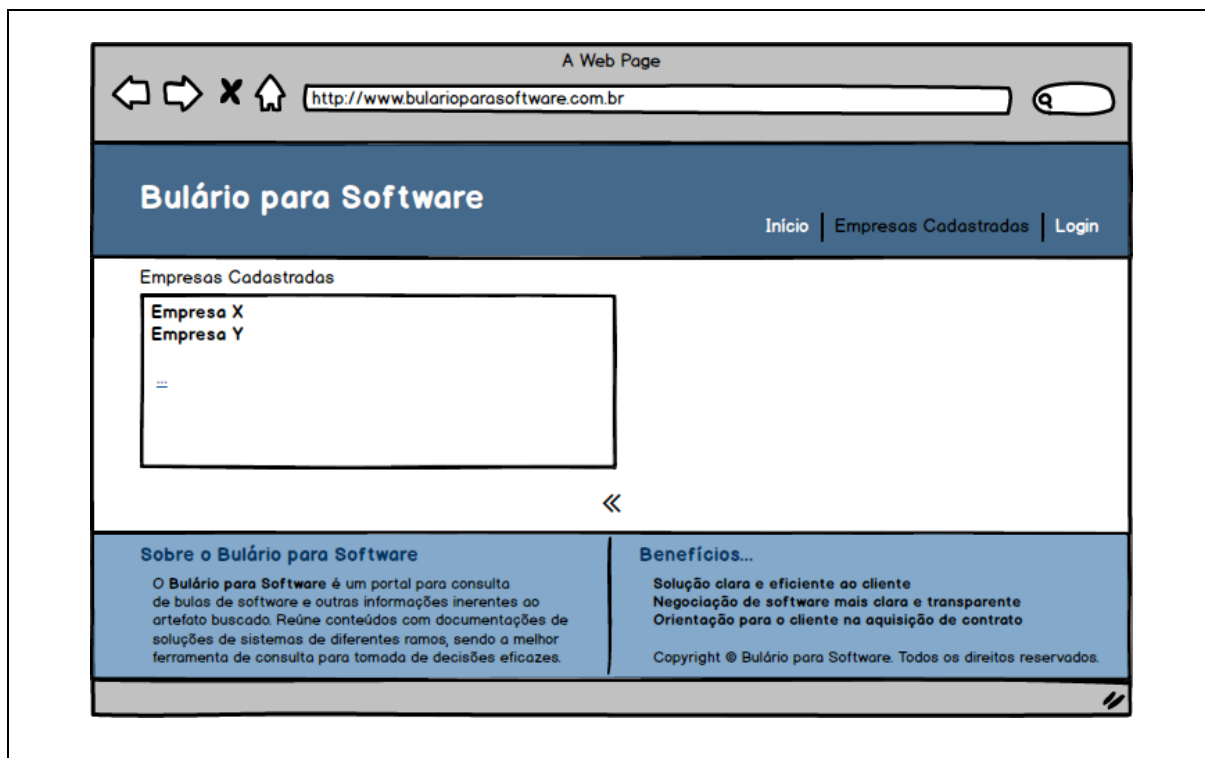 A Web Page
http://www.bularioparasoftware.com.br
Bulário para Software
Início
Empresas Cadastradas
Login
Empresas Cadastradas
Empresa X
Empresa Y
...
Sobre o Bulário para Software
O Bulário para Software é um portal para consulta
de bulas de software e outras informações inerentes ao
artefato buscado. Reúne conteúdos com documentações de
soluções de sistemas de diferentes ramos, sendo a melhor
ferramenta de consulta para tomada de decisões eficazes.
Benefícios...
Solução clara e eficiente ao cliente
Negociação de software mais clara e transparente
Orientação para o cliente na aquisição de contrato
Copyright © Bulário para Software. Todos os direitos reservados.